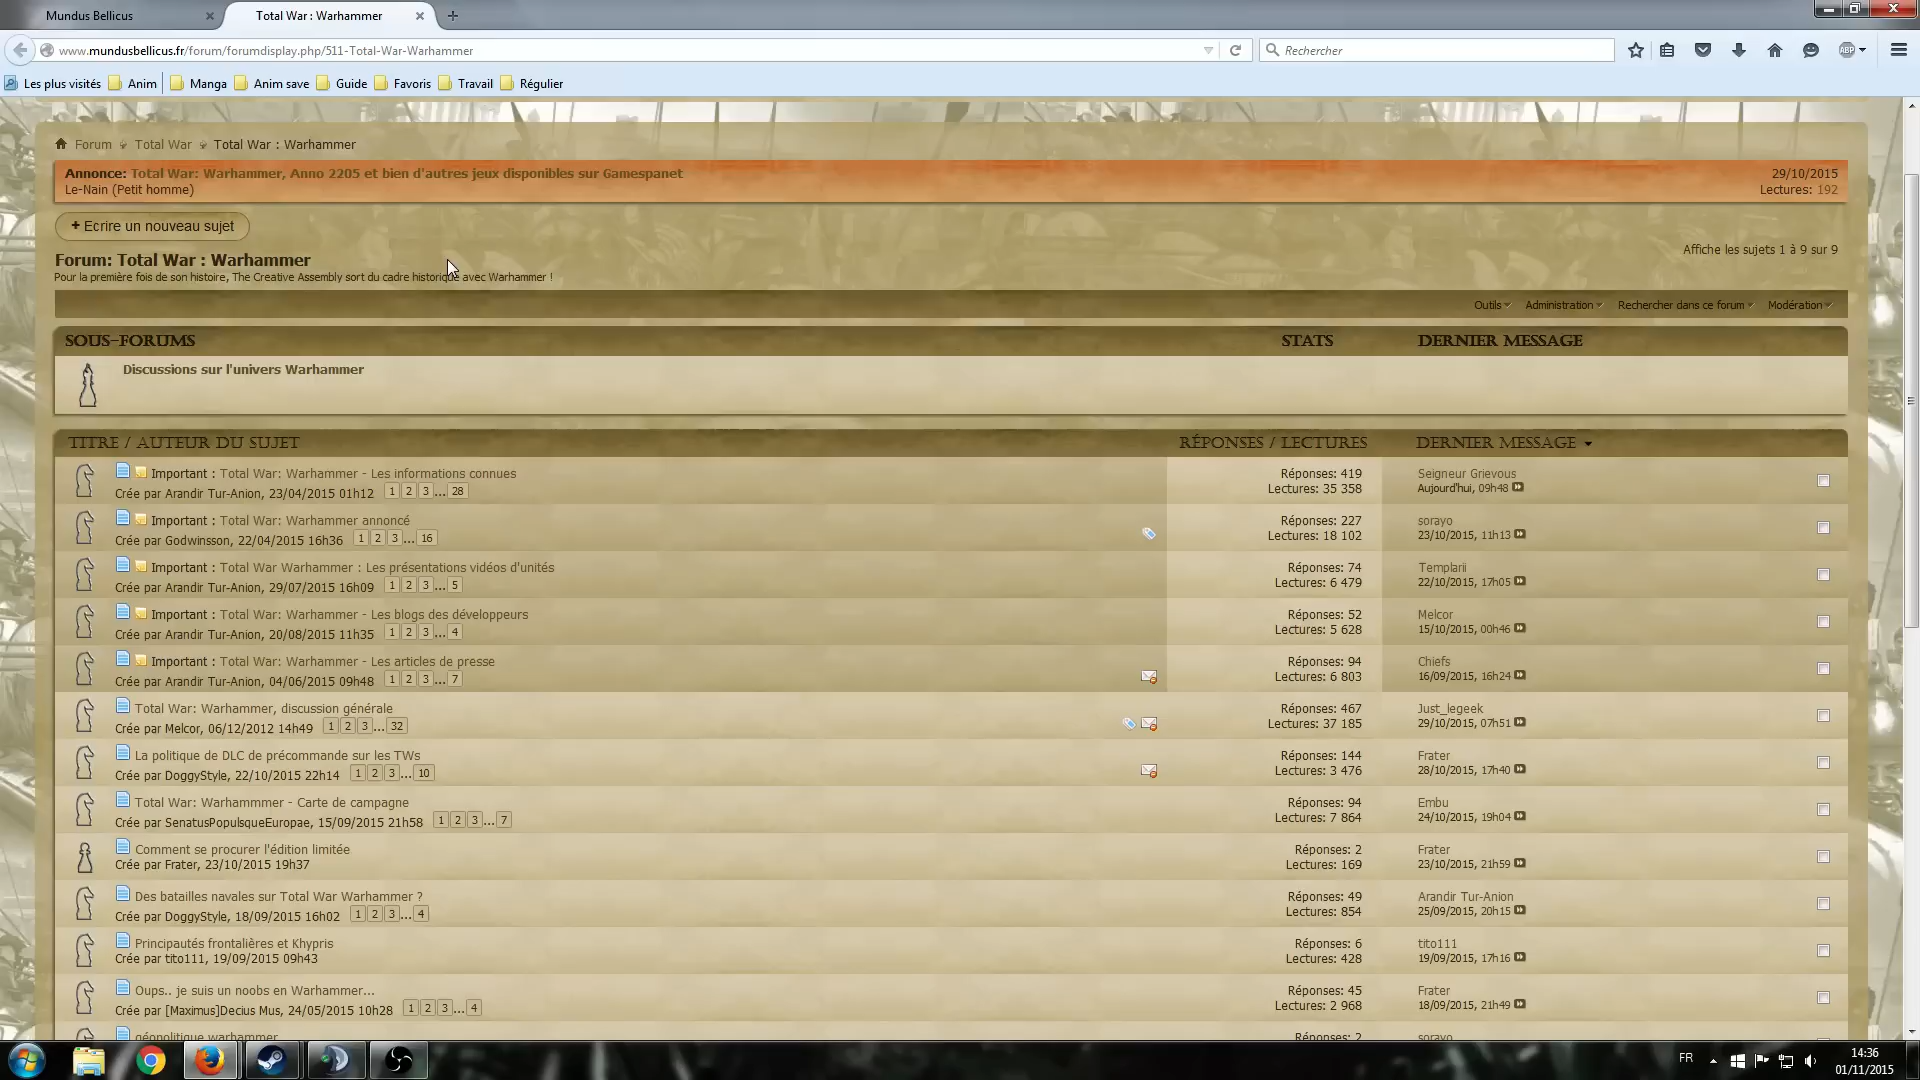 Mundus Bellicus
Total War : Warhammer
www.mundusbellicus.fr/forum/forumdisplay.php/511-Total-War-Warhammer
Rechercher
ABP
Les plus visités Anim Manga Anim save Guide Favoris Travail Régulier
Forum Total War Total War : Warhammer
Annonce: Total War: Warhammer, Anno 2205 et bien d'autres jeux disponibles sur Gamespanet
29/10/2015
Le-Nain (Petit homme)
Lectures: 192
+ Ecrire un nouveau sujet
Affiche les sujets 1 à 9 sur 9
Forum: Total War : Warhammer
Pour la première fois de son histoire, The Creative Assembly sort du cadre historique avec Warhammer !
Outils Administration Rechercher dans ce forum Modération
SOUS-FORUMS STATS DERNIER MESSAGE
Discussions sur l'univers Warhammer
TITRE / AUTEUR DU SUJET RÉPONSES / LECTURES DERNIER MESSAGE
Important : Total War: Warhammer - Les informations connues Réponses: 419 Seigneur Grievous
Crée par Arandir Tur-Anion, 23/04/2015 01h12 1 2 3 ... 28 Lectures: 35 358 Aujourd'hui, 09h48
Important : Total War: Warhammer annoncé Réponses: 227 sorayo
Crée par Godwinsson, 22/04/2015 16h36 1 2 3 ... 16 Lectures: 18 102 23/10/2015, 11h13
Important : Total War Warhammer : Les présentations vidéos d'unités Réponses: 74 Templarii
Crée par Arandir Tur-Anion, 29/07/2015 16h09 1 2 3 ... 5 Lectures: 6 479 22/10/2015, 17h05
Important : Total War: Warhammer - Les blogs des développeurs Réponses: 52 Melcor
Crée par Arandir Tur-Anion, 20/08/2015 11h35 1 2 3 ... 4 Lectures: 5 628 15/10/2015, 00h46
Important : Total War: Warhammer - Les articles de presse Réponses: 94 Chiefs
Crée par Arandir Tur-Anion, 04/06/2015 09h48 1 2 3 ... 7 Lectures: 6 803 16/09/2015, 16h24
Total War: Warhammer, discussion générale Réponses: 467 Just_legeek
Crée par Melcor, 06/12/2012 14h49 1 2 3 ... 32 Lectures: 37 185 29/10/2015, 07h51
La politique de DLC de précommande sur les TWs Réponses: 144 Frater
Crée par DoggyStyle, 22/10/2015 22h14 1 2 3 ... 10 Lectures: 3 476 28/10/2015, 17h40
Total War: Warhammmer - Carte de campagne Réponses: 94 Embu
Crée par SenatusPopulsqueEuropae, 15/09/2015 21h58 1 2 3 ... 7 Lectures: 7 864 24/10/2015, 19h04
Comment se procurer l'édition limitée Réponses: 2 Frater
Crée par Frater, 23/10/2015 19h37 Lectures: 169 23/10/2015, 21h59
Des batailles navales sur Total War Warhammer ? Réponses: 49 Arandir Tur-Anion
Crée par DoggyStyle, 18/09/2015 16h02 1 2 3 ... 4 Lectures: 854 25/09/2015, 20h15
Principautés frontalières et Khypris Réponses: 6 tito111
Crée par tito111, 19/09/2015 09h43 Lectures: 428 19/09/2015, 17h16
Oups.. je suis un noobs en Warhammer... Réponses: 45 Frater
Crée par [Maximus]Decius Mus, 24/05/2015 10h28 1 2 3 ... 4 Lectures: 2 968 18/09/2015, 21h49
géopolitique warhammer Réponses: 2 sorayo
FR 14:36
01/11/2015